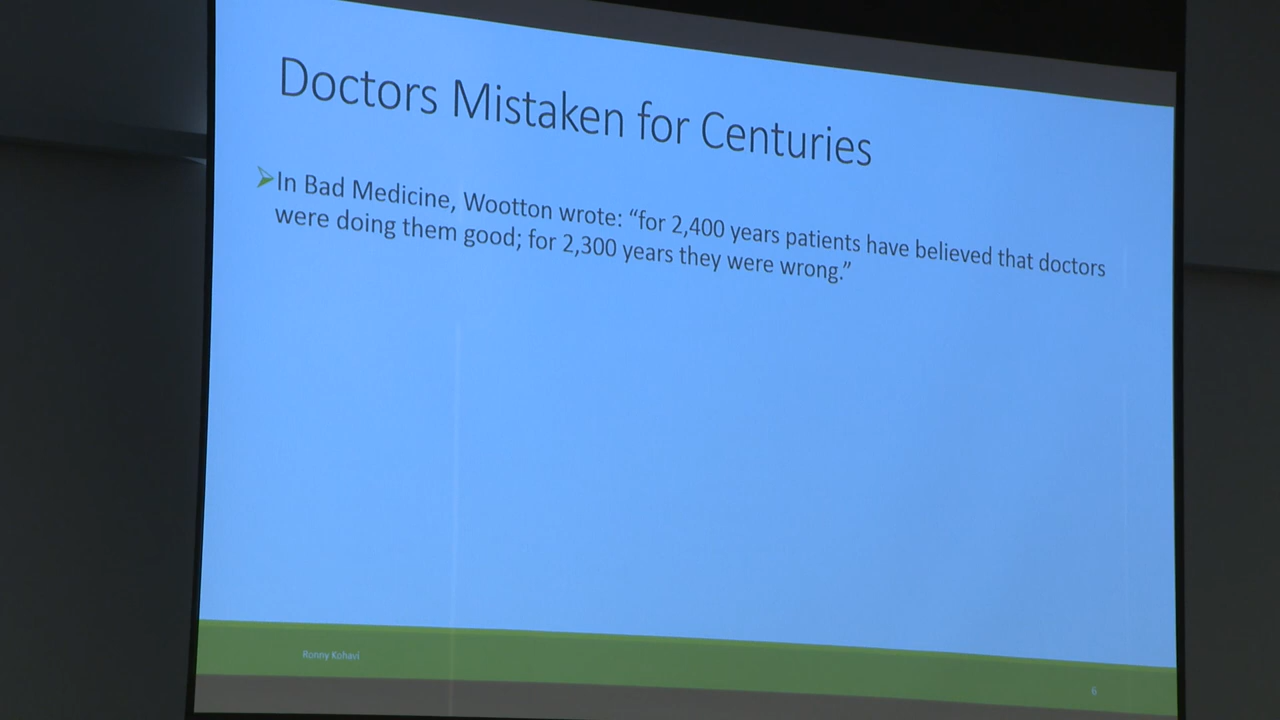 Doctors Mistaken for Centuries
In Bad Medicine, Wootton wrote: “for 2,400 years patients have believed that doctors
were doing them good; for 2,300 years they were wrong.”
Ronny Kohavi
6